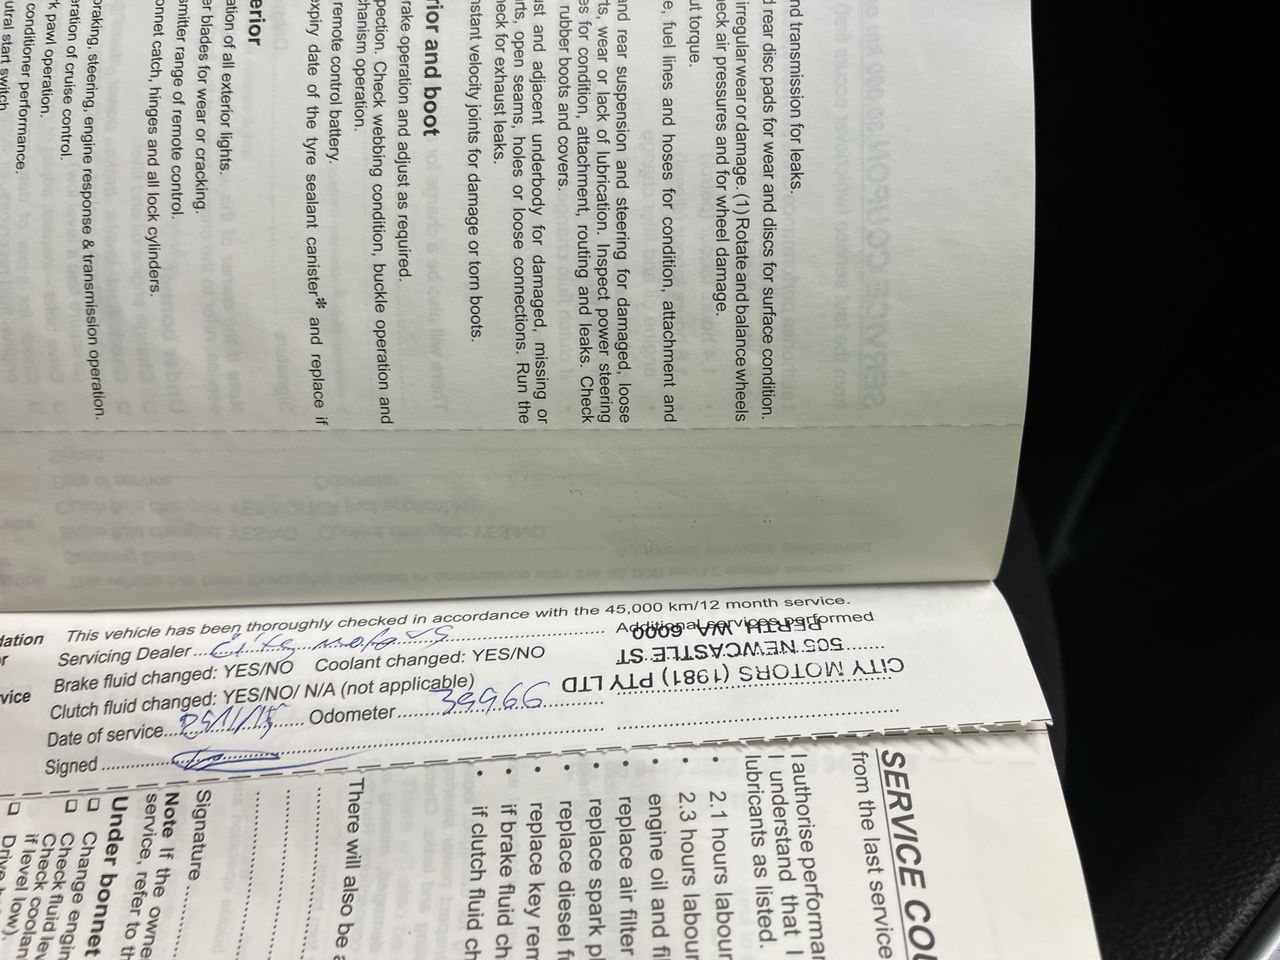 nd transmission for leaks.
rear disc pads for wear and discs for surface condition.
irregular wear or damage. (1) Rotate and balance wheels
eck air pressures and for wheel damage.
ut torque.
e, fuel lines and hoses for condition, attachment and
and rear suspension and steering for damaged, loose
ts, wear or lack of lubrication. Inspect power steering
es for condition, attachment, routing and leaks. Check
rubber boots and covers.
ust and adjacent underbody for damaged, missing or
rts, open seams, holes or loose connections. Run the
heck for exhaust leaks.
nstant velocity joints for damage or torn boots.
rior and boot
rake operation and adjust as required.
pection. Check webbing condition, buckle operation and
chanism operation.
remote control battery.
expiry date of the tyre sealant canister* and replace if
erior
ation of all exterior lights.
er blades for wear or cracking.
smitter range of remote control.
onnet catch, hinges and all lock cylinders.
braking, steering, engine response & transmission operation.
eration of cruise control.
rk pawl operation.
conditioner performance.
utral start switch
This vehicle has been thoroughly checked in accordance with the 45,000 km/12 month service.
Servicing Dealer City Motors Additional services performed
Brake fluid changed: YES/NO Coolant changed: YES/NO
Clutch fluid changed: YES/NO/ N/A (not applicable)
Date of service Odometer 39966
Signed
CITY MOTORS (1981) PTY LTD
505 NEWCASTLE ST
PERTH WA 6000
dation
r
vice
SERVICE COU
from the last service
I authorise performan
I understand that I
lubricants as listed.
• 2.1 hours labour
• 2.3 hours labour
• engine oil and fil
• replace air filter
• replace spark pl
• replace diesel fu
• replace key rem
• if brake fluid ch
• if clutch fluid ch
There will also be a
Signature
Note If the owne
service, refer to th
Under bonnet
Change engin
Check fluid lev
Check coolant
if level low).
Drive b